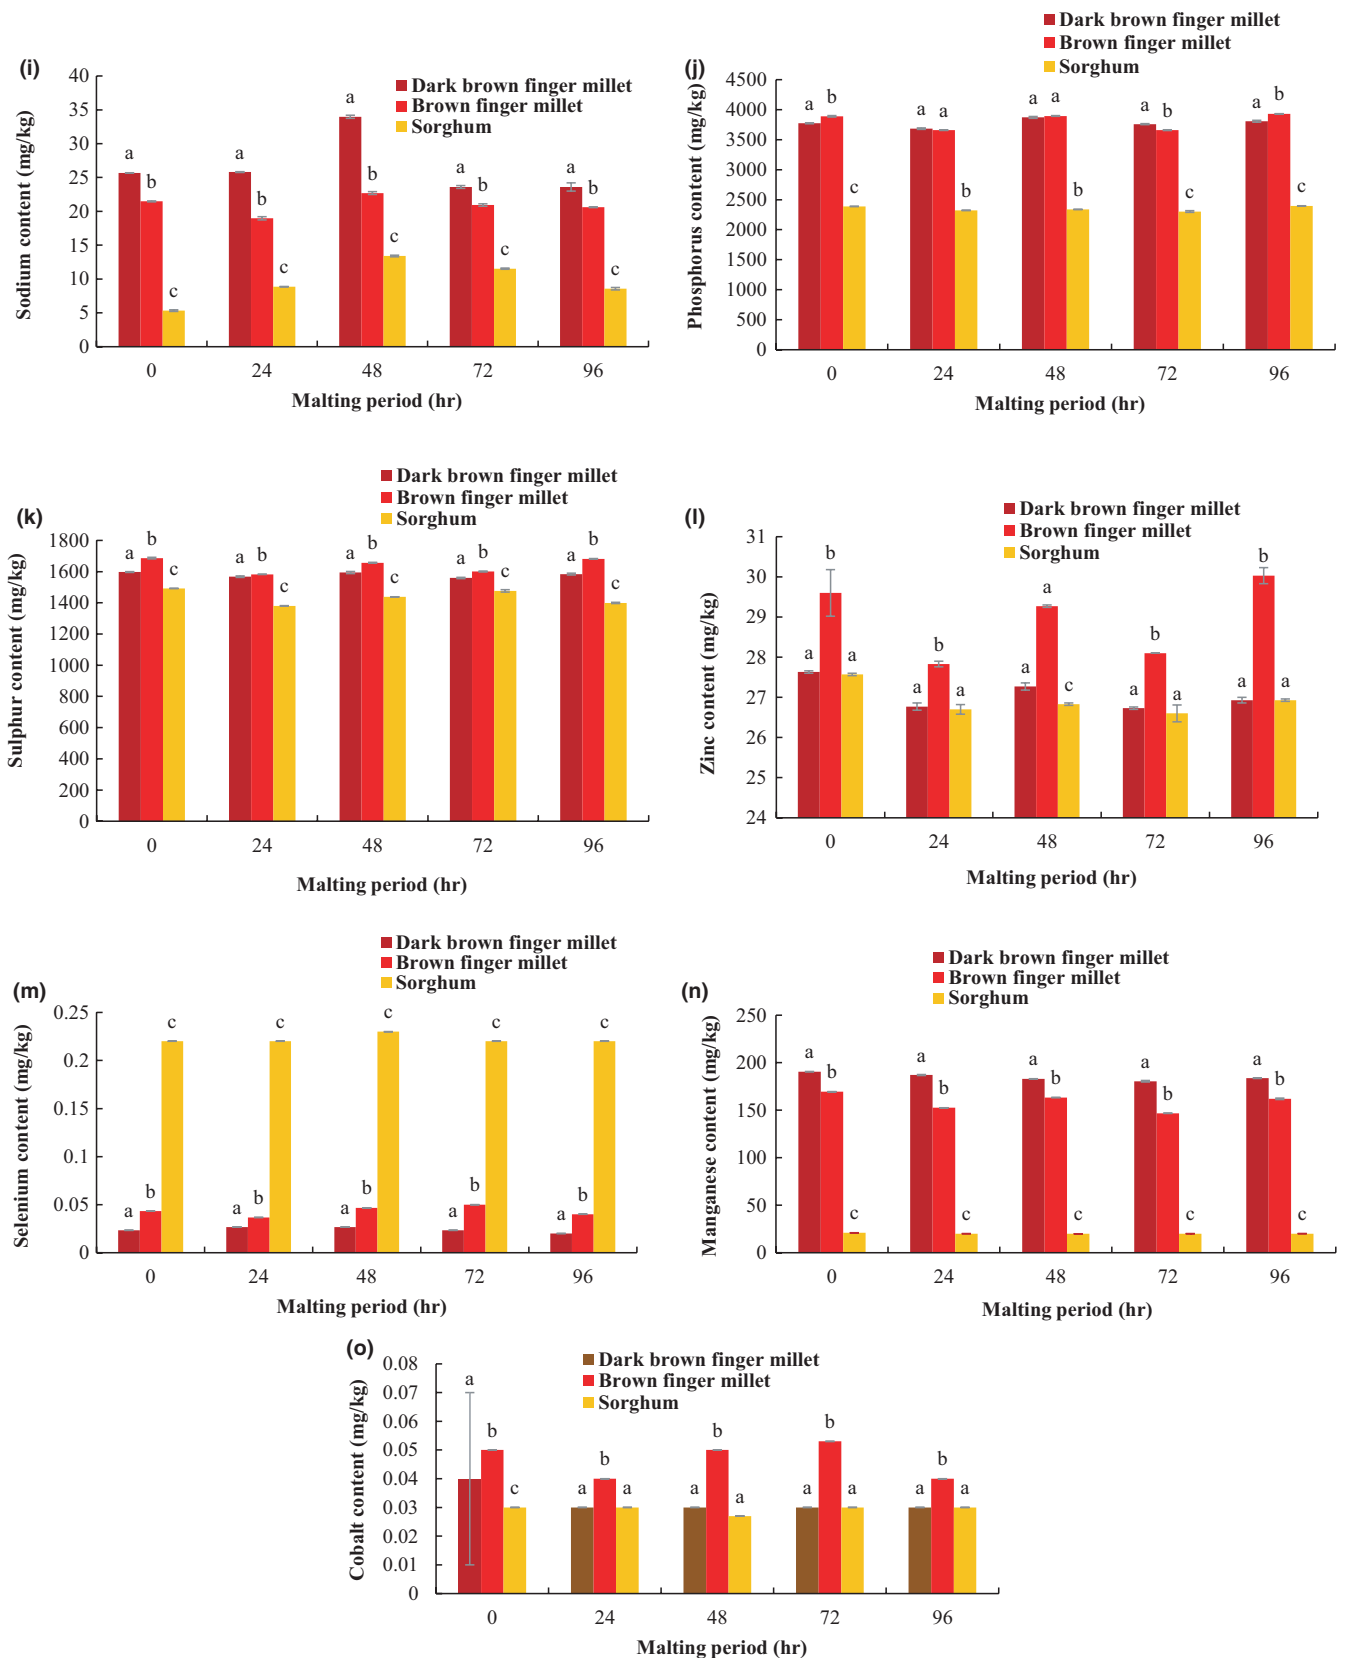 (i)
Dark brown finger millet
Brown finger millet
Sorghum
Sodium content (mg/kg)
40
35
30
25
20
15
10
5
0
a b c a b c a b c a b c a b c
0 24 48 72 96
Malting period (hr)
(j)
Dark brown finger millet
Brown finger millet
Sorghum
Phosphorus content (mg/kg)
4500
4000
3500
3000
2500
2000
1500
1000
500
0
a b c a a b a a b a b c a b c
0 24 48 72 96
Malting period (hr)
(k)
Dark brown finger millet
Brown finger millet
Sorghum
Sulphur content (mg/kg)
1800
1600
1400
1200
1000
800
600
400
200
0
a b c a b c a b c a b c a b c
0 24 48 72 96
Malting period (hr)
(l)
Dark brown finger millet
Brown finger millet
Sorghum
Zinc content (mg/kg)
31
30
29
28
27
26
25
24
a b a a b a a a c a b a a b a
0 24 48 72 96
Malting period (hr)
(m)
Dark brown finger millet
Brown finger millet
Sorghum
Selenium content (mg/kg)
0.25
0.2
0.15
0.1
0.05
0
a b c a b c a b c a b c a b c
0 24 48 72 96
Malting period (hr)
(n)
Dark brown finger millet
Brown finger millet
Sorghum
Manganese content (mg/kg)
250
200
150
100
50
0
a b c a b c a b c a b c a b c
0 24 48 72 96
Malting period (hr)
(o)
Dark brown finger millet
Brown finger millet
Sorghum
Cobalt content (mg/kg)
0.08
0.07
0.06
0.05
0.04
0.03
0.02
0.01
0
a b c a b a a b a a b a a b a
0 24 48 72 96
Malting period (hr)